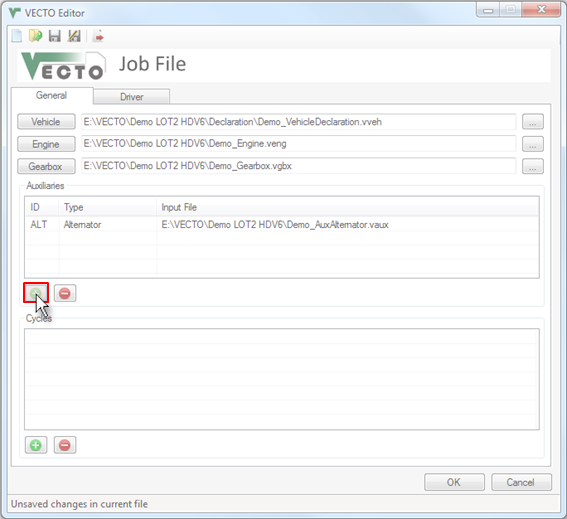 VECTO Editor
VECTO
Job File
General Driver
Vehicle E:\VECTO\Demo LOT2 HDV6\Declaration\Demo_VehicleDeclaration.vveh ...
Engine E:\VECTO\Demo LOT2 HDV6\Demo_Engine.veng ...
Gearbox E:\VECTO\Demo LOT2 HDV6\Demo_Gearbox.vgbx ...
Auxiliaries
ID Type Input File
ALT Alternator E:\VECTO\Demo LOT2 HDV6\Demo_AuxAlternator.vaux
Cycles
OK Cancel
Unsaved changes in current file